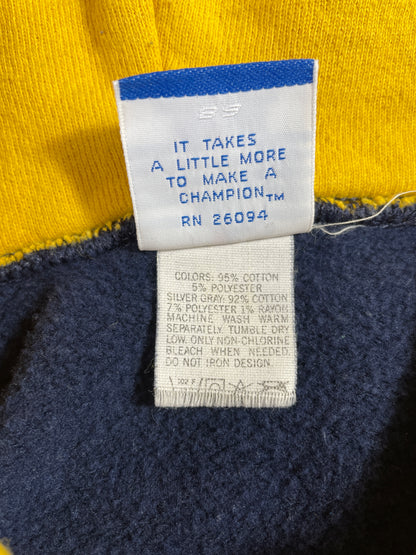 IT TAKES
A LITTLE MORE
TO MAKE A
CHAMPION™
RN 26094
COLORS: 95% COTTON
5% POLYESTER
SILVER GRAY: 92% COTTON
7% POLYESTER 1% RAYON
MACHINE WASH WARM
SEPARATELY. TUMBLE DRY
LOW. ONLY NON-CHLORINE
BLEACH WHEN NEEDED.
DO NOT IRON DESIGN.